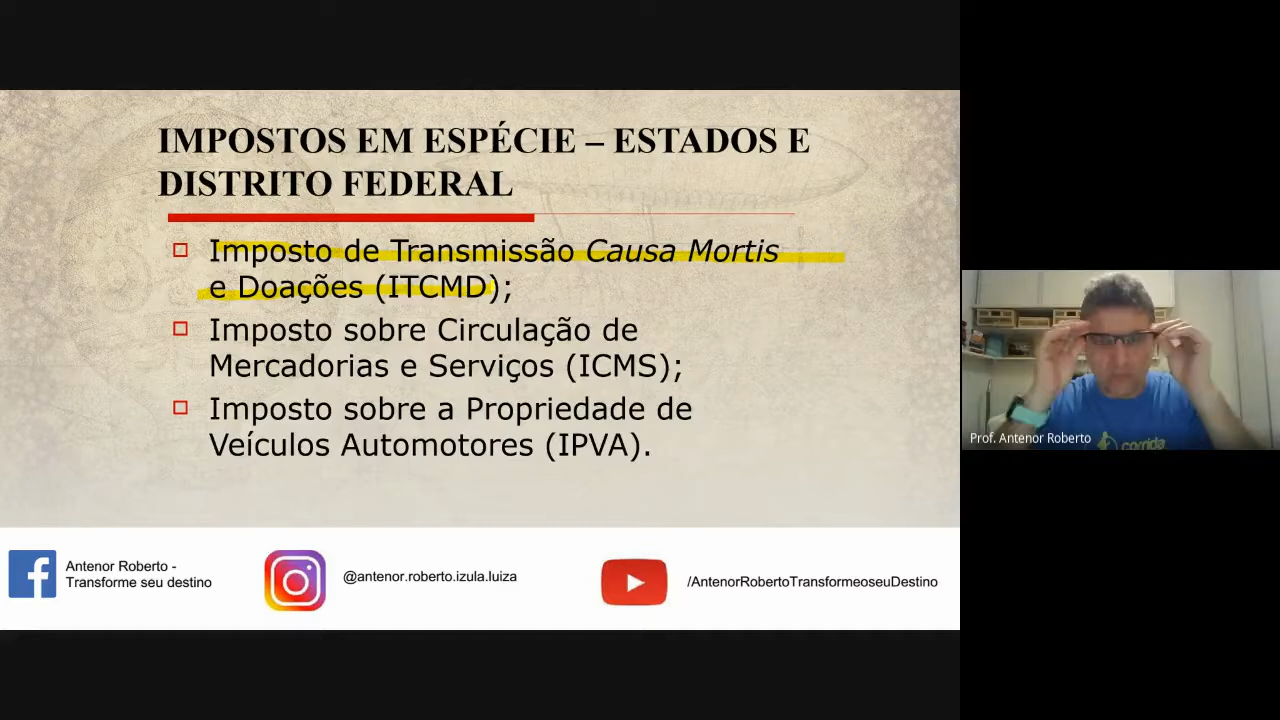 IMPOSTOS EM ESPÉCIE – ESTADOS E
DISTRITO FEDERAL
Imposto de Transmissão Causa Mortis
e Doações (ITCMD);
Imposto sobre Circulação de
Mercadorias e Serviços (ICMS);
Imposto sobre a Propriedade de
Veículos Automotores (IPVA).
Antenor Roberto -
Transforme seu destino
@antenor.roberto.izula.luiza
/AntenorRobertoTransformeoseuDestino
Prof. Antenor Roberto
corrida